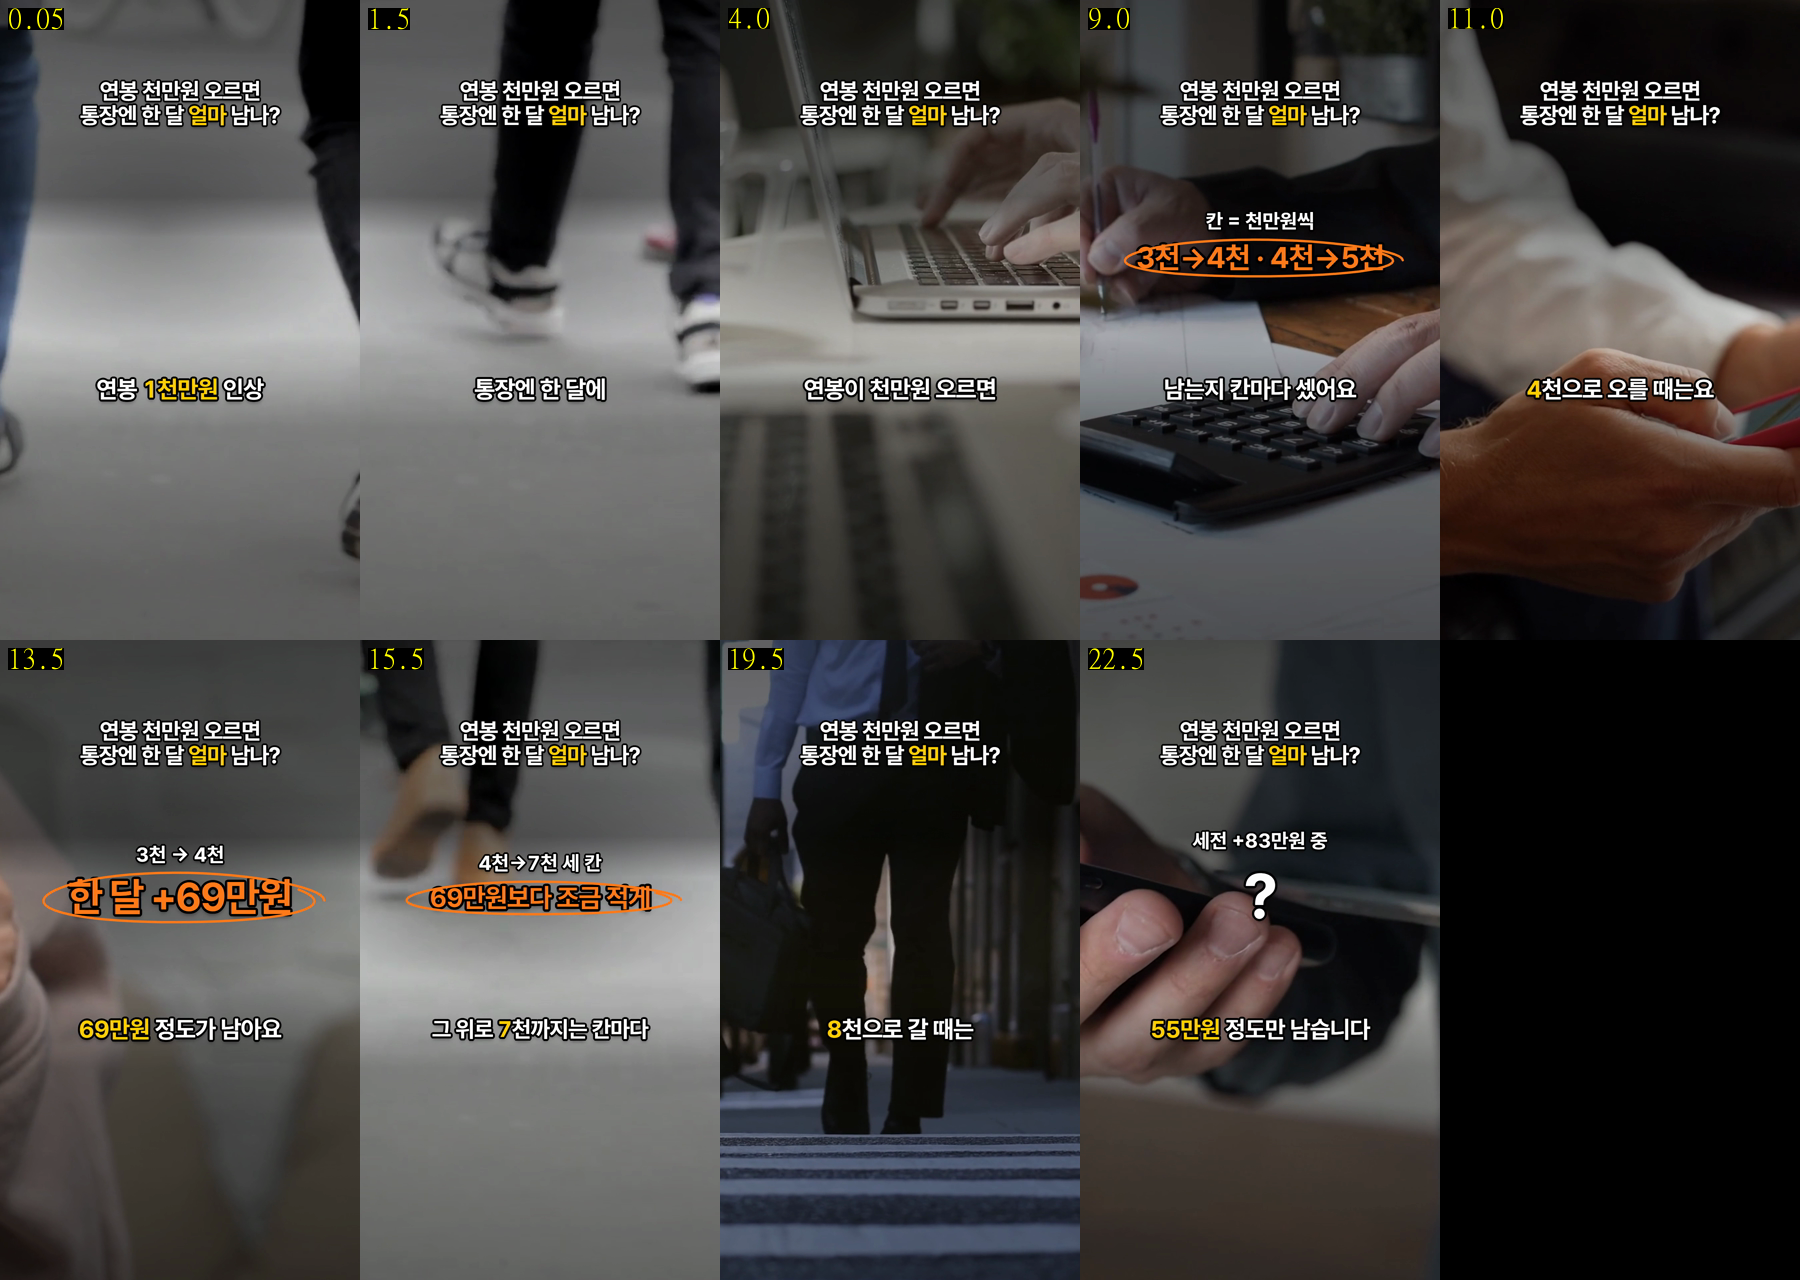 0.05
연봉 천만원 오르면
통장엔 한 달 얼마 남나?
연봉 1천만원 인상
1.5
연봉 천만원 오르면
통장엔 한 달 얼마 남나?
통장엔 한 달에
4.0
연봉 천만원 오르면
통장엔 한 달 얼마 남나?
연봉이 천만원 오르면
9.0
연봉 천만원 오르면
통장엔 한 달 얼마 남나?
칸 = 천만원씩
3천→4천 · 4천→5천
남는지 칸마다 셌어요
11.0
연봉 천만원 오르면
통장엔 한 달 얼마 남나?
4천으로 오를 때는요
13.5
연봉 천만원 오르면
통장엔 한 달 얼마 남나?
3천 → 4천
한 달 +69만원
69만원 정도가 남아요
15.5
연봉 천만원 오르면
통장엔 한 달 얼마 남나?
4천→7천 세 칸
69만원보다 조금 적게
그 위로 7천까지는 칸마다
19.5
연봉 천만원 오르면
통장엔 한 달 얼마 남나?
8천으로 갈 때는
22.5
연봉 천만원 오르면
통장엔 한 달 얼마 남나?
세전 +83만원 중
?
55만원 정도만 남습니다